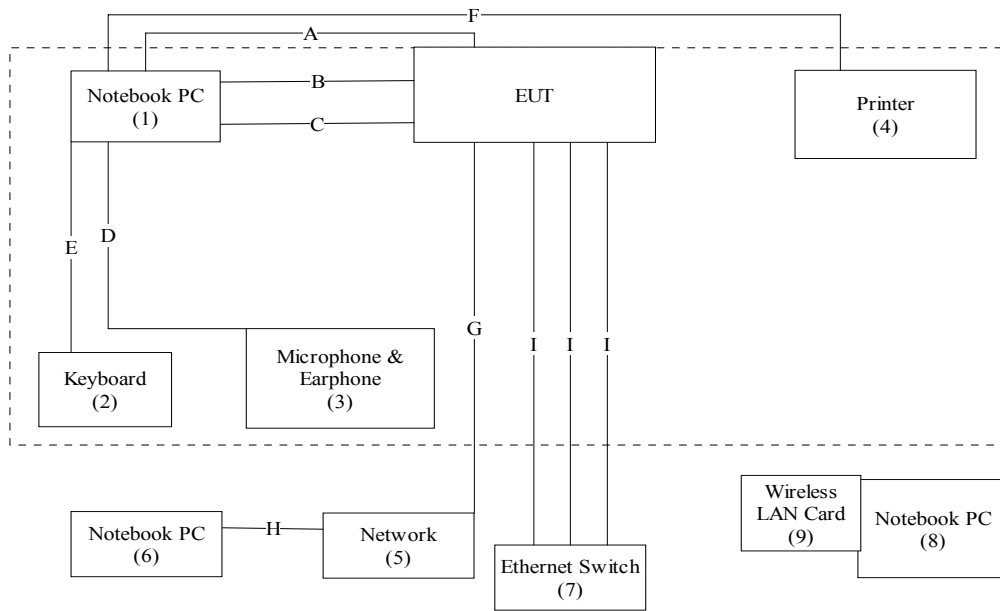 F
A
Notebook PC
(1)
B
C
EUT
Printer
(4)
E
D
G
I
I
I
Keyboard
(2)
Microphone &
Earphone
(3)
Notebook PC
(6)
H
Network
(5)
Ethernet Switch
(7)
Wireless
LAN Card
(9)
Notebook PC
(8)